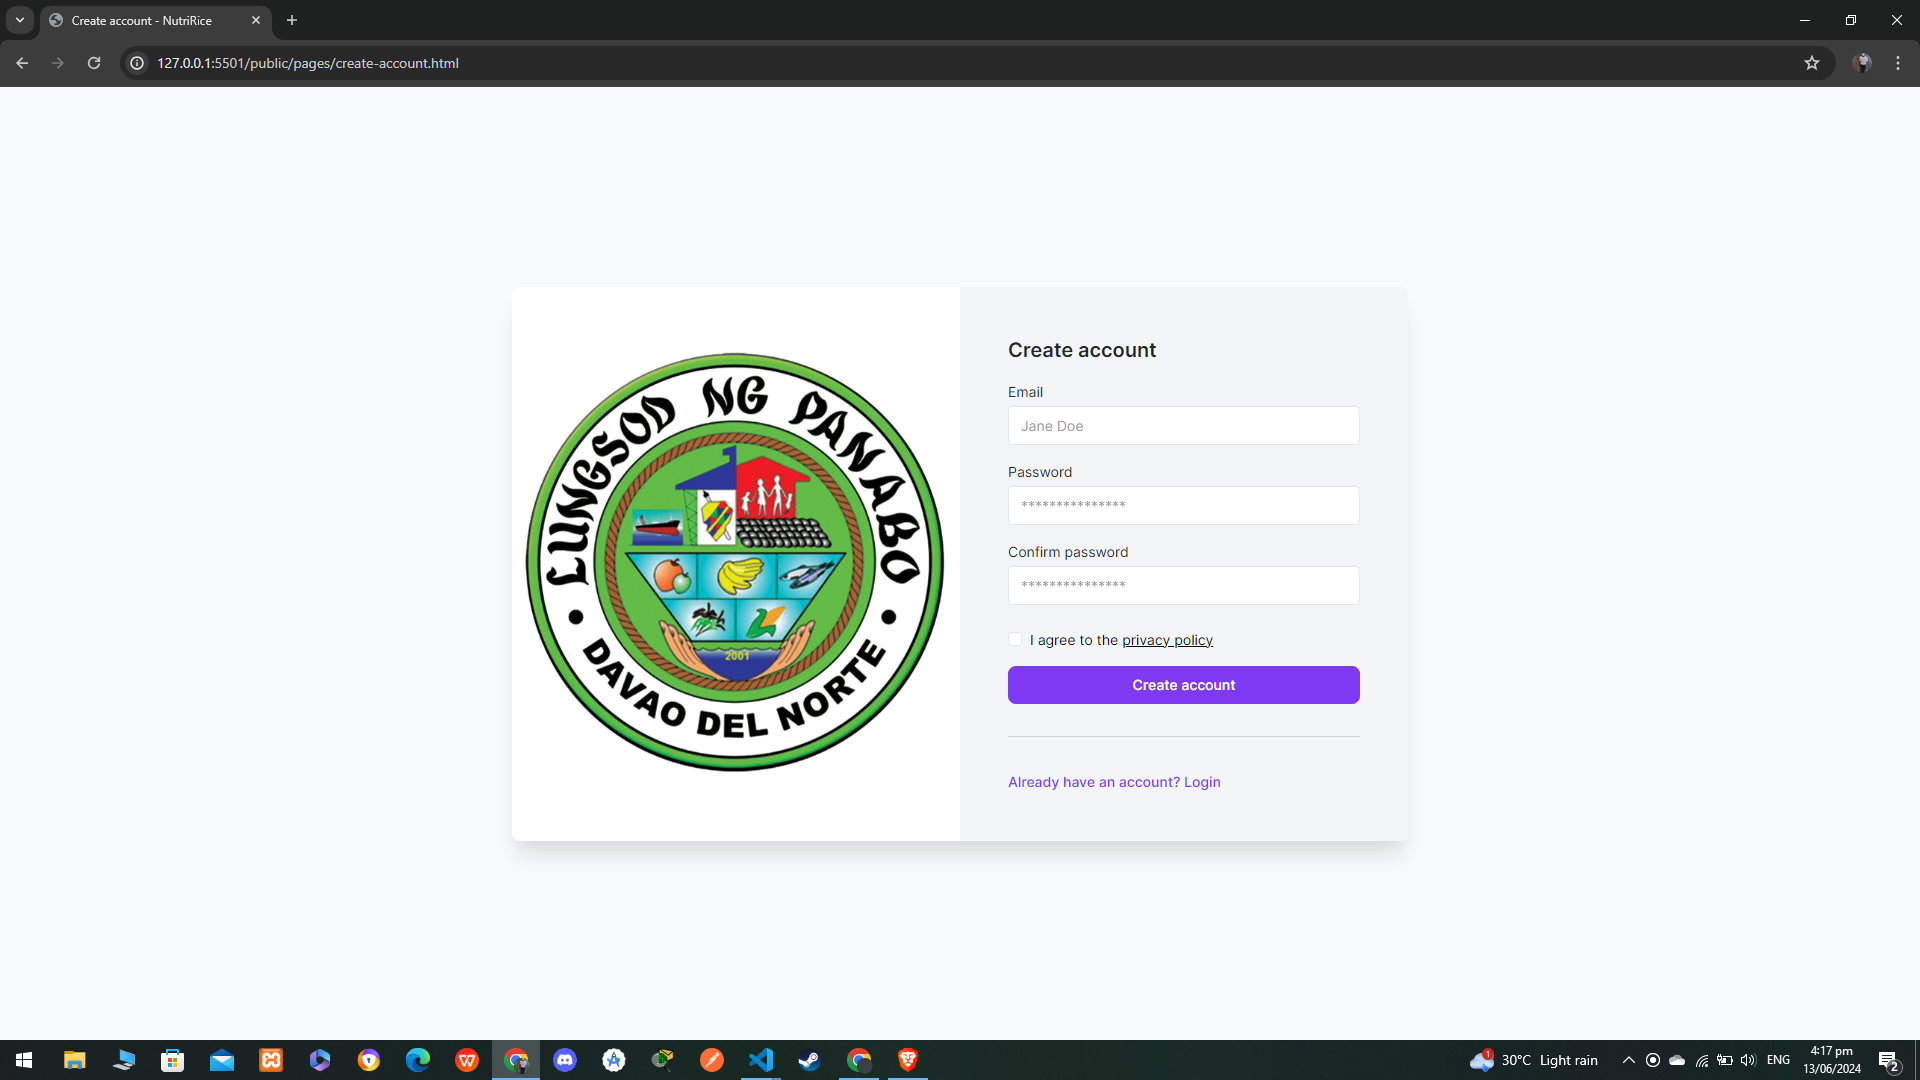 Create account - NutriRice
127.0.0.1:5501/public/pages/create-account.html
LUNGSOD NG PANABO
2001
DAVAO DEL NORTE
Create account
Email
Jane Doe
Password
***************
Confirm password
***************
I agree to the privacy policy
Create account
Already have an account? Login
1
30°C Light rain
ENG
4:17 pm
13/06/2024
2